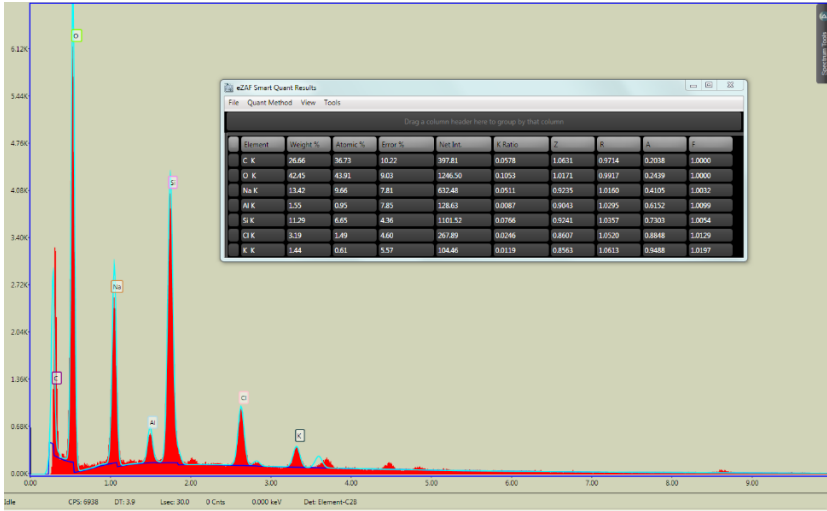 Spectrum Tools
6.12K
5.44K
4.76K
4.08K
3.40K
2.72K
2.04K
1.36K
0.68K
0.00K
O
Si
Na
C
Al
Cl
K
eZAF Smart Quant Results
File Quant Method View Tools
Drag a column header here to group by that column
Element Weight % Atomic % Error % Net Int. K Ratio Z R A F
C K 26.66 36.73 10.22 397.81 0.0578 1.0631 0.9714 0.2038 1.0000
O K 42.45 43.91 9.03 1246.50 0.1053 1.0171 0.9917 0.2439 1.0000
Na K 13.42 9.66 7.81 632.48 0.0511 0.9235 1.0160 0.4105 1.0032
Al K 1.55 0.95 7.85 128.63 0.0087 0.9043 1.0295 0.6152 1.0099
Si K 11.29 6.65 4.36 1101.52 0.0766 0.9241 1.0357 0.7303 1.0054
Cl K 3.19 1.49 4.60 267.89 0.0246 0.8607 1.0520 0.8848 1.0129
K K 1.44 0.61 5.57 104.46 0.0119 0.8563 1.0613 0.9488 1.0197
0.00 1.00 2.00 3.00 4.00 5.00 6.00 7.00 8.00 9.00
Idle CPS: 6938 DT: 3.9 Lsec: 30.0 0 Cnts 0.000 keV Det: Element-C2B